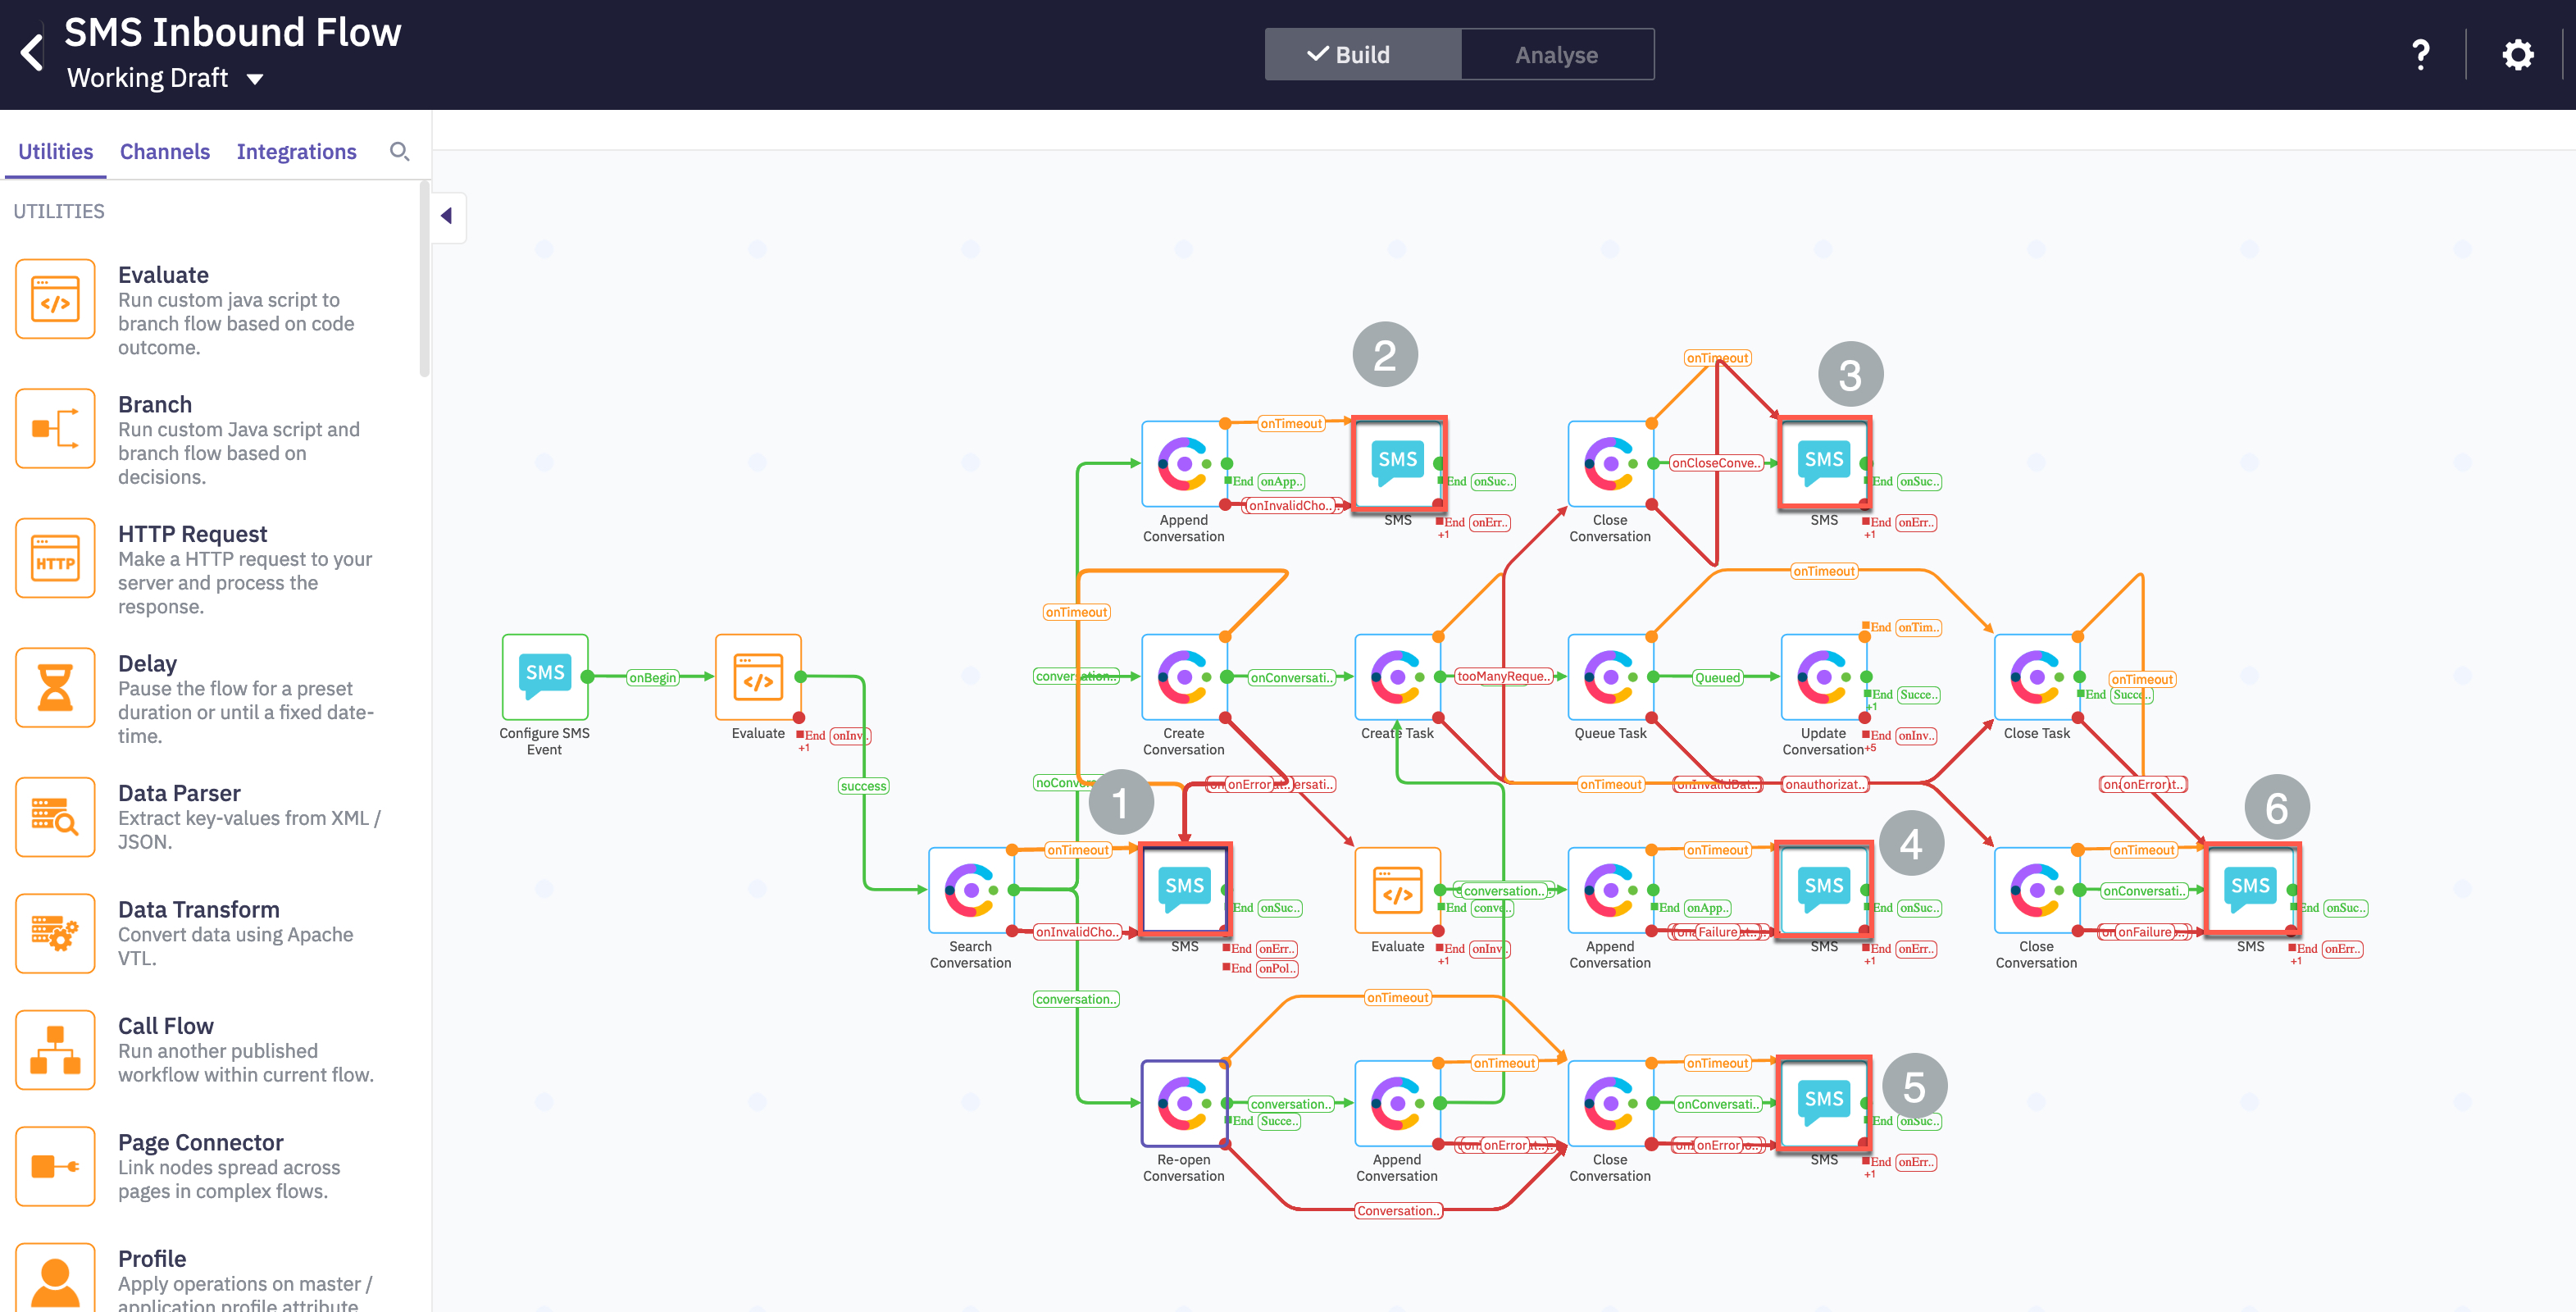 SMS Inbound Flow
Working Draft
Build
Analyse
?
Utilities
Channels
Integrations
UTILITIES
Evaluate
Run custom java script to
branch flow based on code
outcome.
Branch
Run custom Java script and
branch flow based on
decisions.
HTTP
HTTP Request
Make a HTTP request to your
server and process the
response.
Delay
Pause the flow for a preset
duration or until a fixed date-
time.
Data Parser
Extract key-values from XML /
JSON.
Data Transform
Convert data using Apache
VTL.
Call Flow
Run another published
workflow within current flow.
Page Connector
Link nodes spread across
pages in complex flows.
Profile
Apply operations on master /
application profile attribute
2
3
onTimeout
onTimeout
SMS
onCloseConve..
SMS
End onApp..
End onSuc..
End onSuc..
onInvalidCho..
Append
Conversation
SMS
End onErr..
+1
Close
Conversation
SMS
End onErr..
+1
onTimeout
onTimeout
End onTim..
SMS
Configure SMS
Event
onBegin
Evaluate
End onInv..
+1
conversation..
Create
Conversation
onConversati..
Create Task
tooManyReque..
Queue Task
Queued
Update
Conversation
End Succe..
+1
End onInv..
+5
Close Task
onTimeout
End Succe..
success
1
onError
ersati..
onTimeout
onInvalidDat..
onauthorizat..
onError
6
4
Search
Conversation
onTimeout
onInvalidCho..
SMS
SMS
End onSuc..
End onErr..
End onPol..
Evaluate
conversation..
End conve..
End onInv..
+1
Append
Conversation
onTimeout
End onApp..
Failure
SMS
SMS
End onSuc..
End onErr..
+1
Close
Conversation
onTimeout
onConversati..
onFailure
SMS
SMS
End onSuc..
End onErr..
+1
conversation..
onTimeout
Re-open
Conversation
conversation..
End Succe..
Append
Conversation
onTimeout
onError
Close
Conversation
onTimeout
onConversati..
onError
SMS
SMS
5
End onSuc..
End onErr..
+1
Conversation..